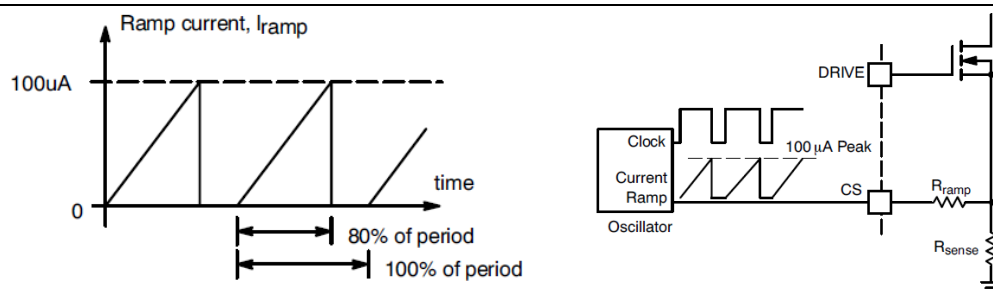 Ramp current, Iramp
100uA
0
time
80% of period
100% of period
DRIVE
Clock
100 μA Peak
Current
Ramp
CS
Rramp
Oscillator
Rsense